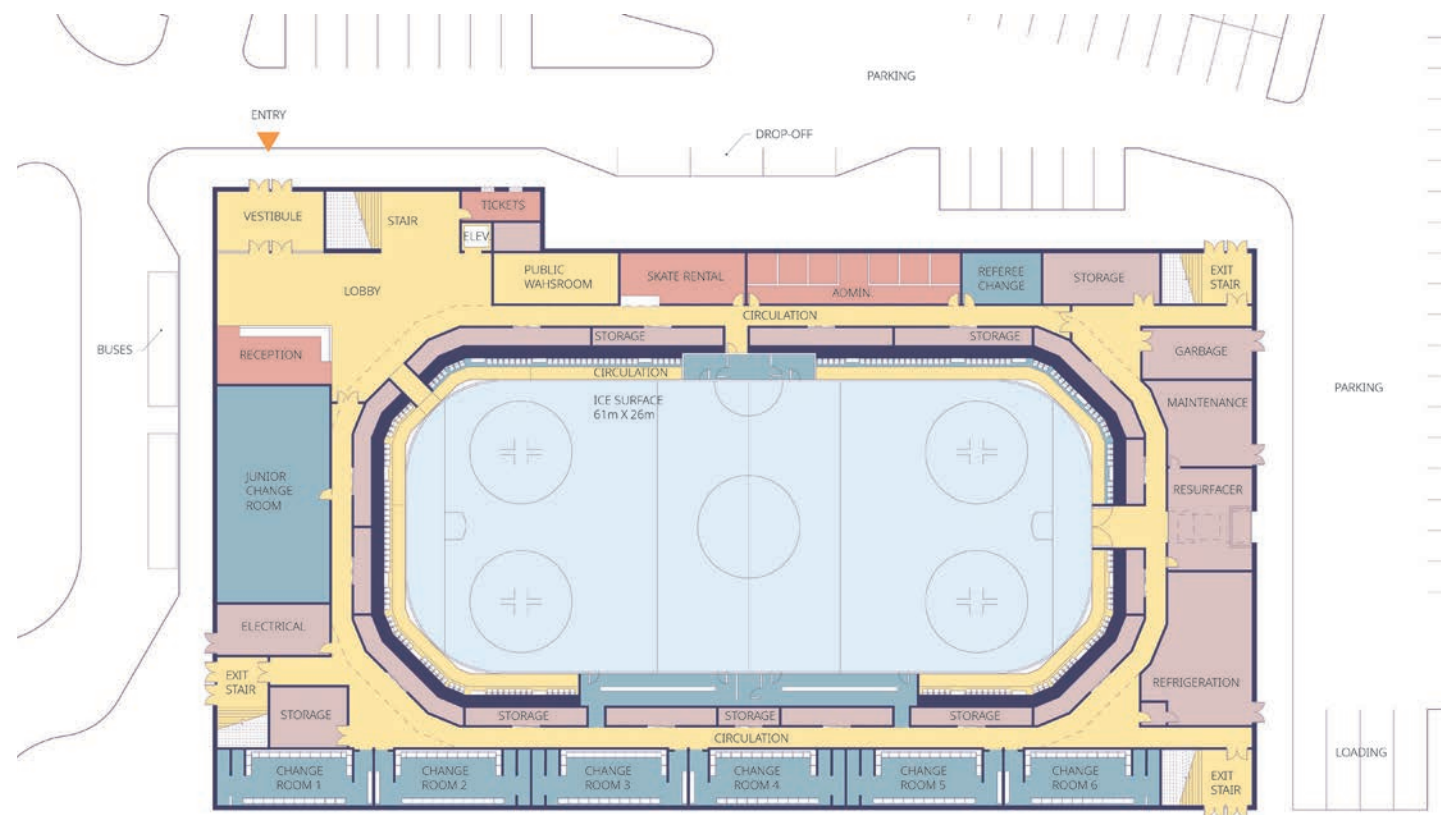 PARKING
ENTRY
DROP-OFF
VESTIBULE
STAIR
TICKETS
ELEV.
PUBLIC
WAHSROOM
SKATE RENTAL
ADMIN.
REFEREE
CHANGE
STORAGE
EXIT
STAIR
LOBBY
CIRCULATION
STORAGE
STORAGE
BUSES
RECEPTION
GARBAGE
CIRCULATION
PARKING
ICE SURFACE
61m X 26m
MAINTENANCE
JUNIOR
CHANGE
ROOM
RESURFACER
ELECTRICAL
EXIT
STAIR
REFRIGERATION
STORAGE
STORAGE
STORAGE
STORAGE
CIRCULATION
LOADING
CHANGE
ROOM 1
CHANGE
ROOM 2
CHANGE
ROOM 3
CHANGE
ROOM 4
CHANGE
ROOM 5
CHANGE
ROOM 6
EXIT
STAIR